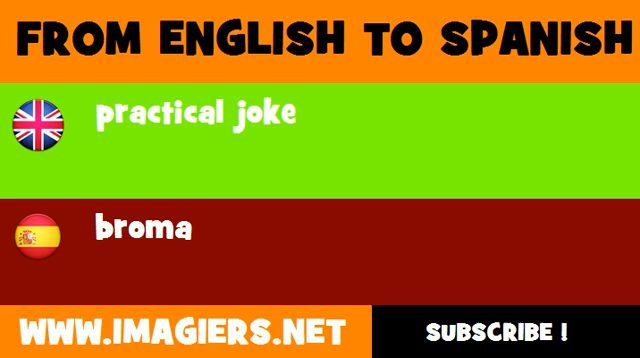 FROM ENGLISH TO SPANISH
practical joke
broma
WWW.IMAGIERS.NET
SUBSCRIBE !